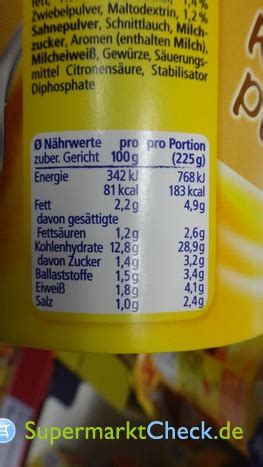 1,4%
Zwiebelpulver, Maltodextrin, 1,2%
Sahnepulver, Schnittlauch, Milch-
zucker, Aromen (enthalten Milch),
Milcheiweiß, Gewürze, Säuerungs-
mittel Citronensäure, Stabilisator
Diphosphate
Ø Nährwerte pro pro Portion
zuber. Gericht 100g (225g)
Energie 342 kJ 768 kJ
81 kcal 183 kcal
Fett 2,2g 4,9g
davon gesättigte
Fettsäuren 1,2g 2,6g
Kohlenhydrate 12,8g 28,9g
davon Zucker 1,4g 3,2g
Ballaststoffe 1,5g 3,4g
Eiweiß 1,8g 4,1g
Salz 1,0g 2,4g
SupermarktCheck.de